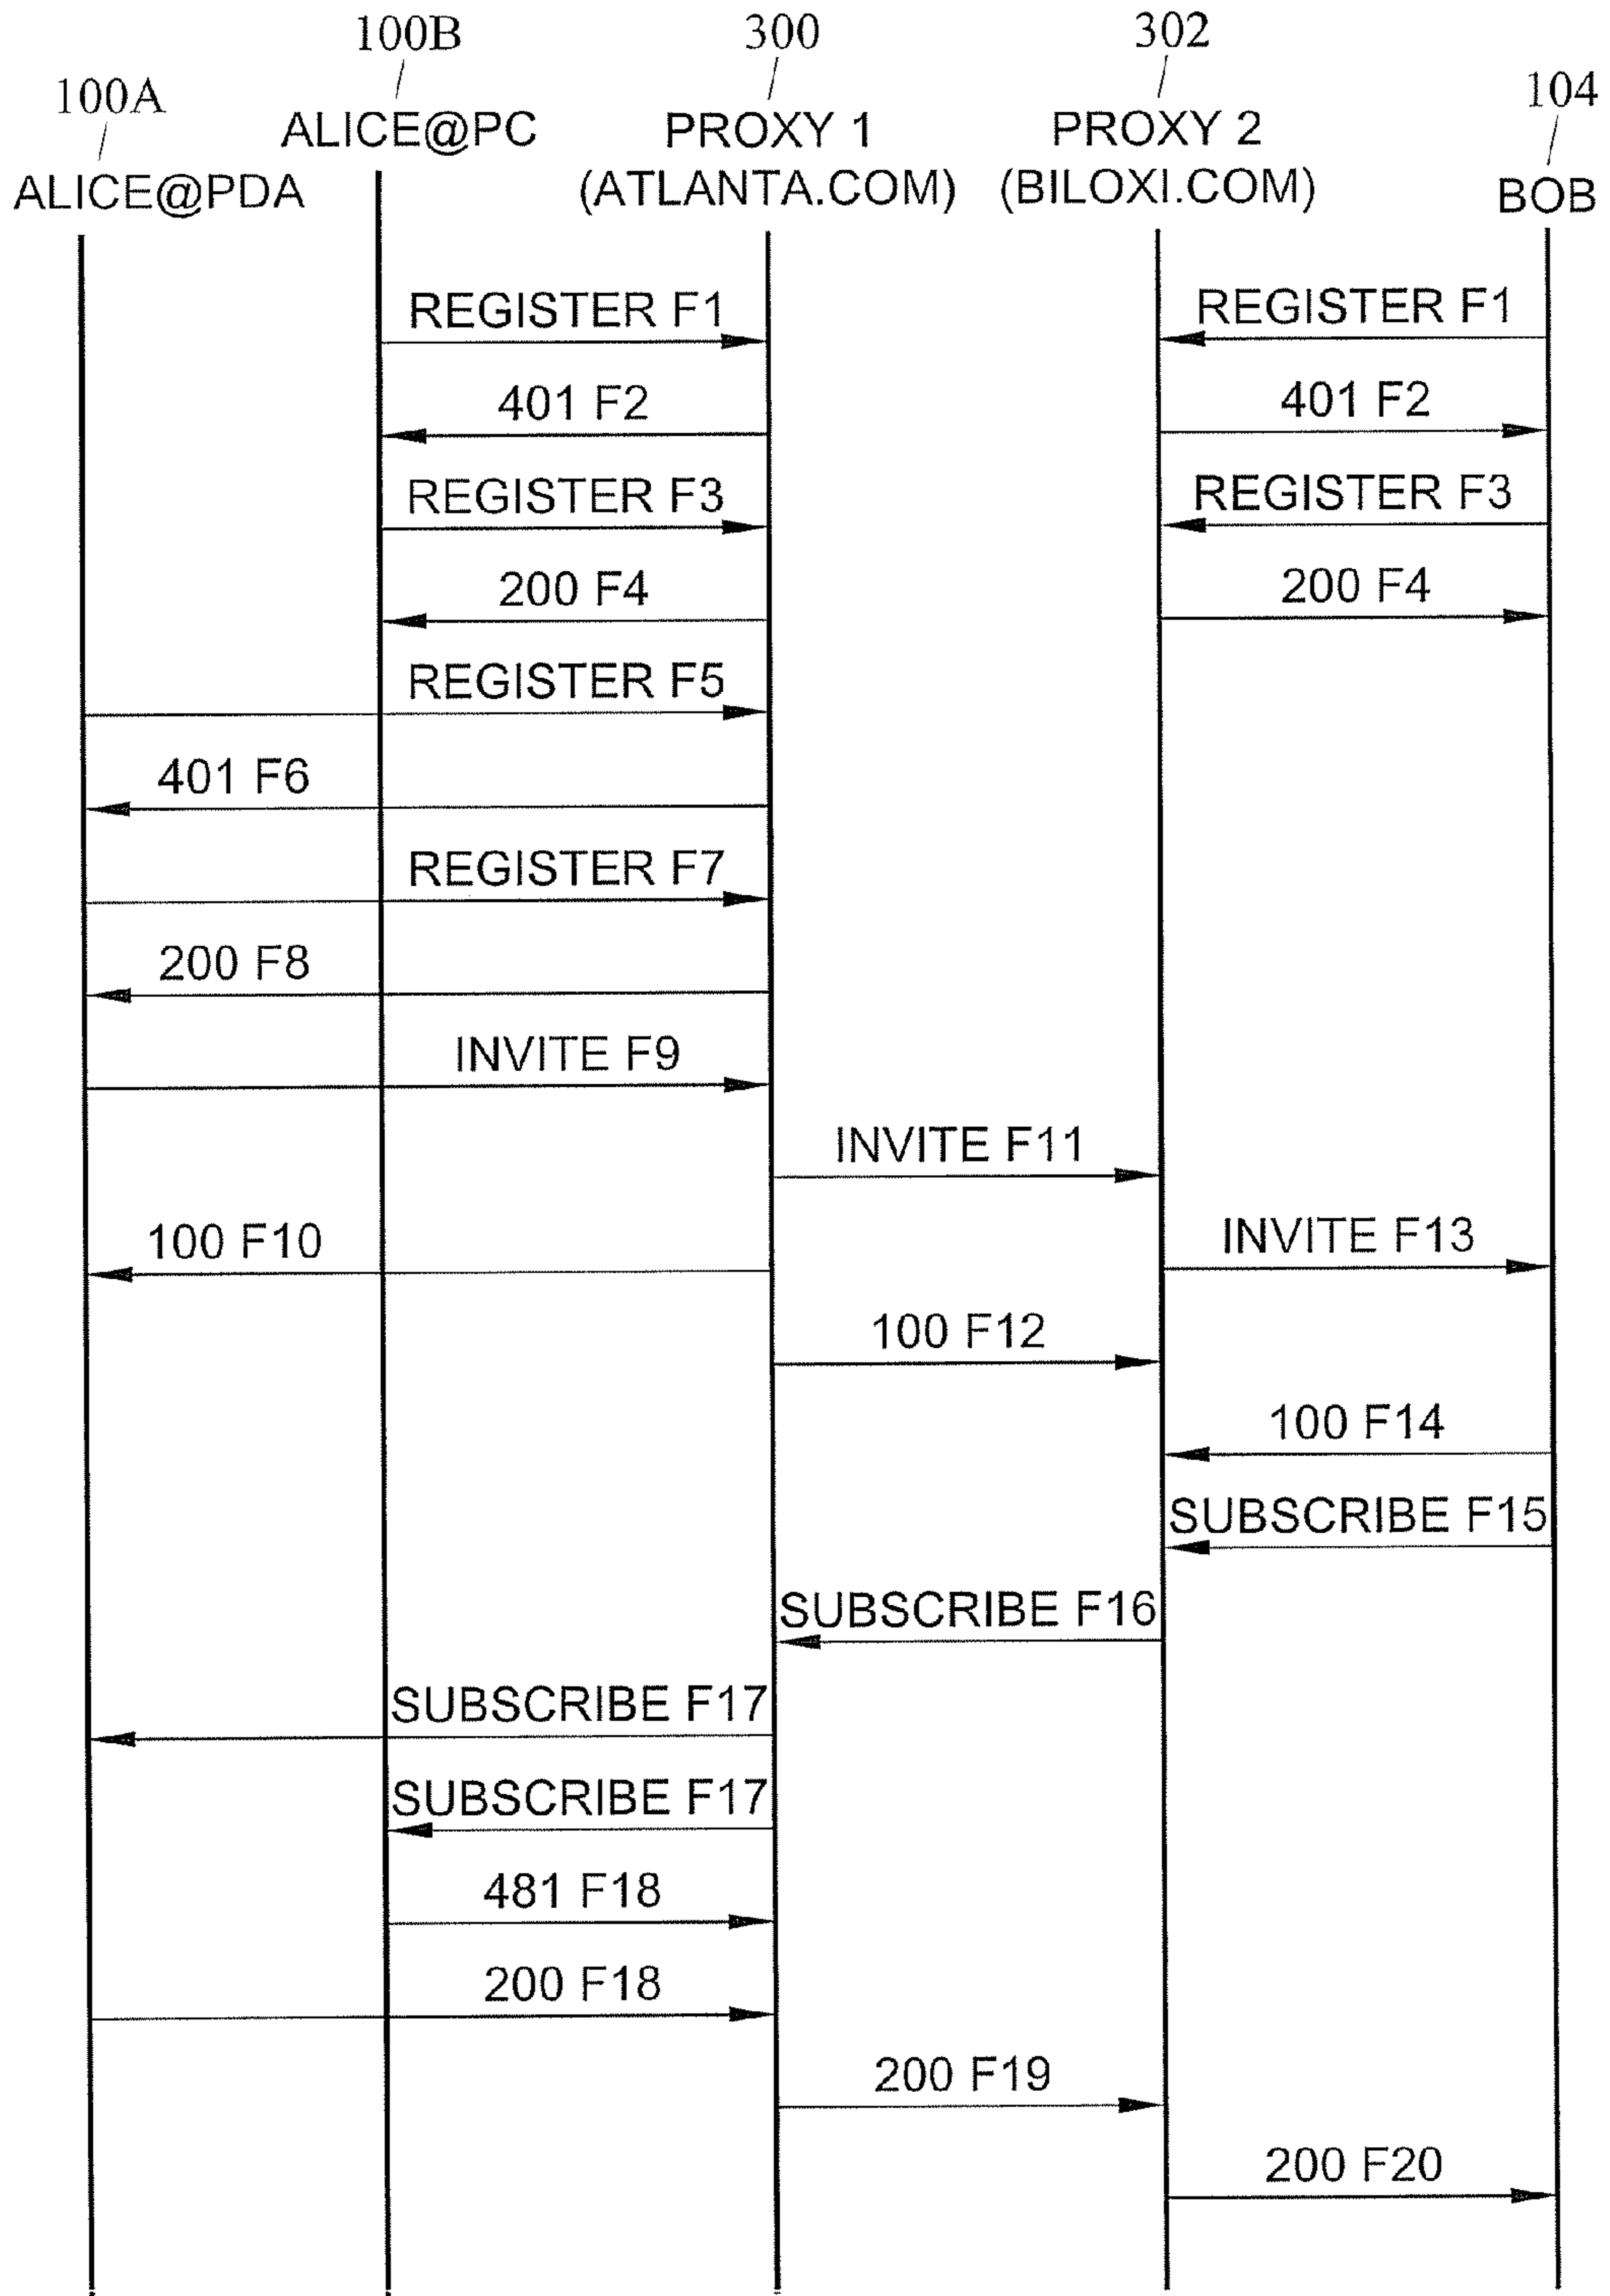 100B 300 302
100A 104
ALICE@PC PROXY 1 PROXY 2
ALICE@PDA (ATLANTA.COM) (BILOXI.COM) BOB
REGISTER F1 REGISTER F1
401 F2 401 F2
REGISTER F3 REGISTER F3
200 F4 200 F4
REGISTER F5
401 F6
REGISTER F7
200 F8
INVITE F9
INVITE F11
100 F10 INVITE F13
100 F12
100 F14
SUBSCRIBE F15
SUBSCRIBE F16
SUBSCRIBE F17
SUBSCRIBE F17
481 F18
200 F18
200 F19
200 F20